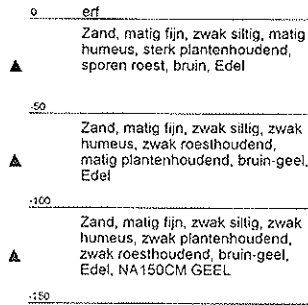 0 erf
Zand, matig fijn, zwak siltig, matig
humeus, sterk plantenhoudend,
sporen roest, bruin, Edel
-50
Zand, matig fijn, zwak siltig, zwak
humeus, zwak roesthoudend,
matig plantenhoudend, bruin-geel,
Edel
-100
Zand, matig fijn, zwak siltig, zwak
humeus, zwak plantenhoudend,
zwak roesthoudend, bruin-geel,
Edel, NA150CM GEEL
-150